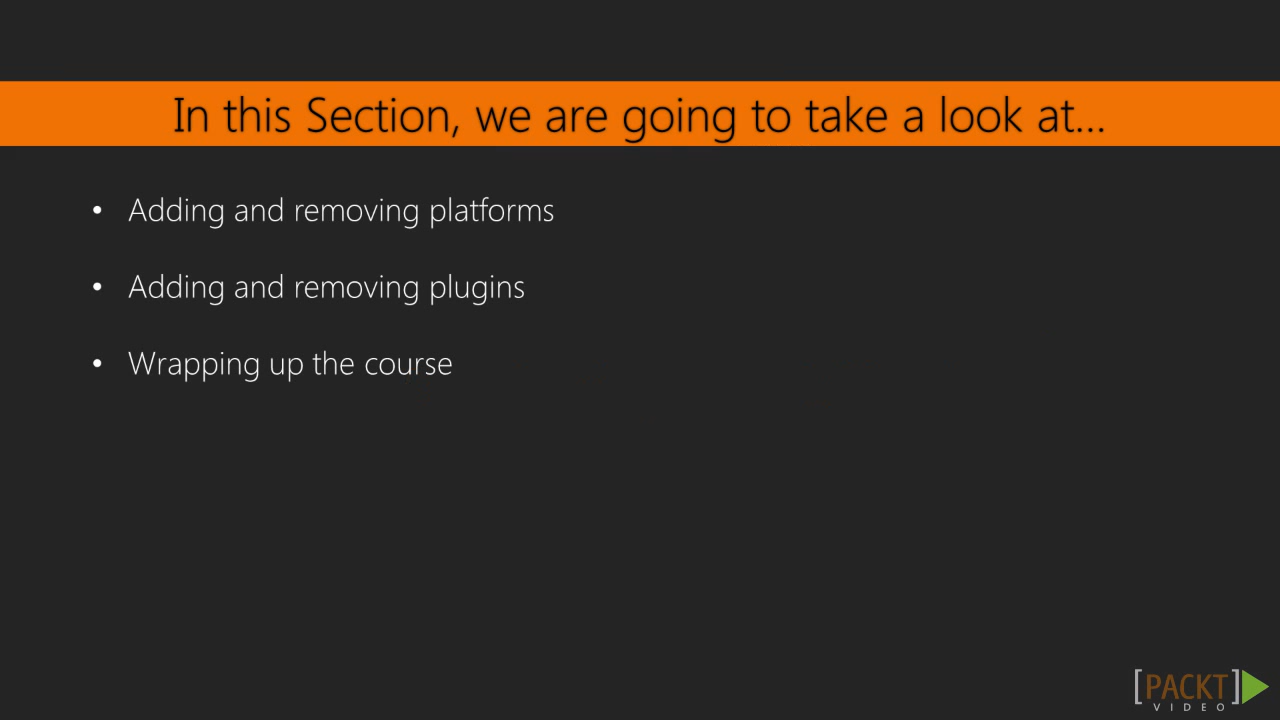 In this Section, we are going to take a look at...
• Adding and removing platforms
• Adding and removing plugins
• Wrapping up the course
[PACKT]
VIDEO